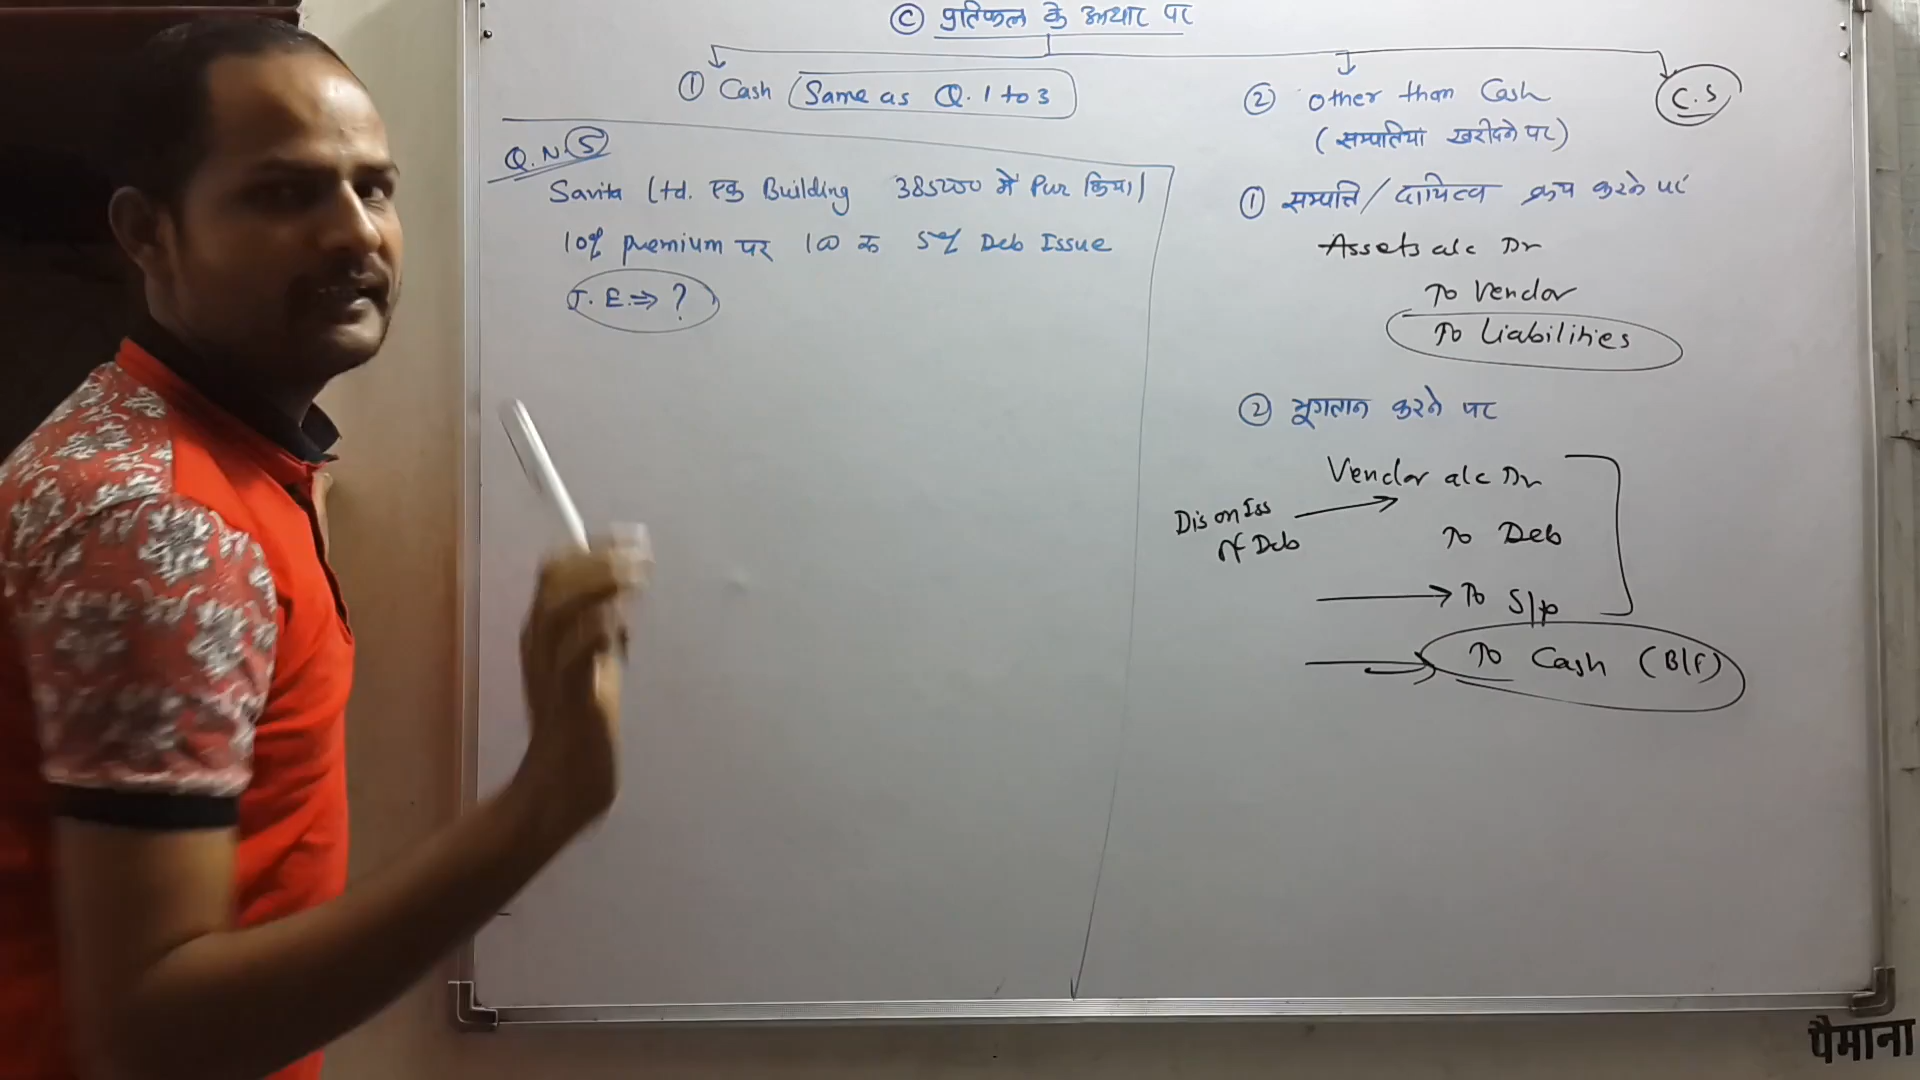 Ⓒ प्रतिफल के आधार पर
① Cash (Same as Q. 1 to 3)
② Other than Cash
(सम्पत्तियां खरीदने पर)
C.S
Q.N. 5
Savita Ltd. एक Building 385000 में Pur किया।
10% premium पर 100 रु 5% Deb Issue
J.E. ⇒ ?
① सम्पत्ति/दायित्व क्रय करने पर
Assets a/c Dr
To Vendor
To Liabilities
② भुगतान करने पर
Vendor a/c Dr
Dis on Iss
of Deb
To Deb
To S/p
To Cash (B/F)
पैमाना